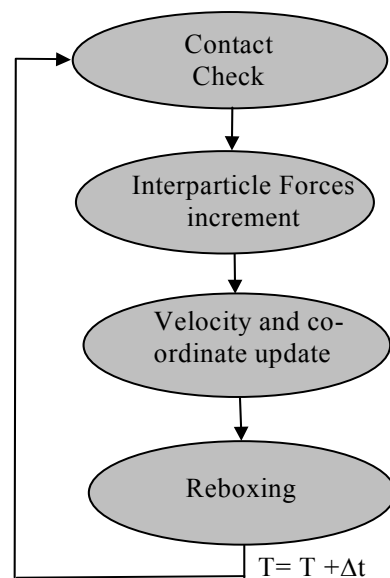 Contact
Check
Interparticle Forces
increment
Velocity and co-
ordinate update
Reboxing
T= T +Δt